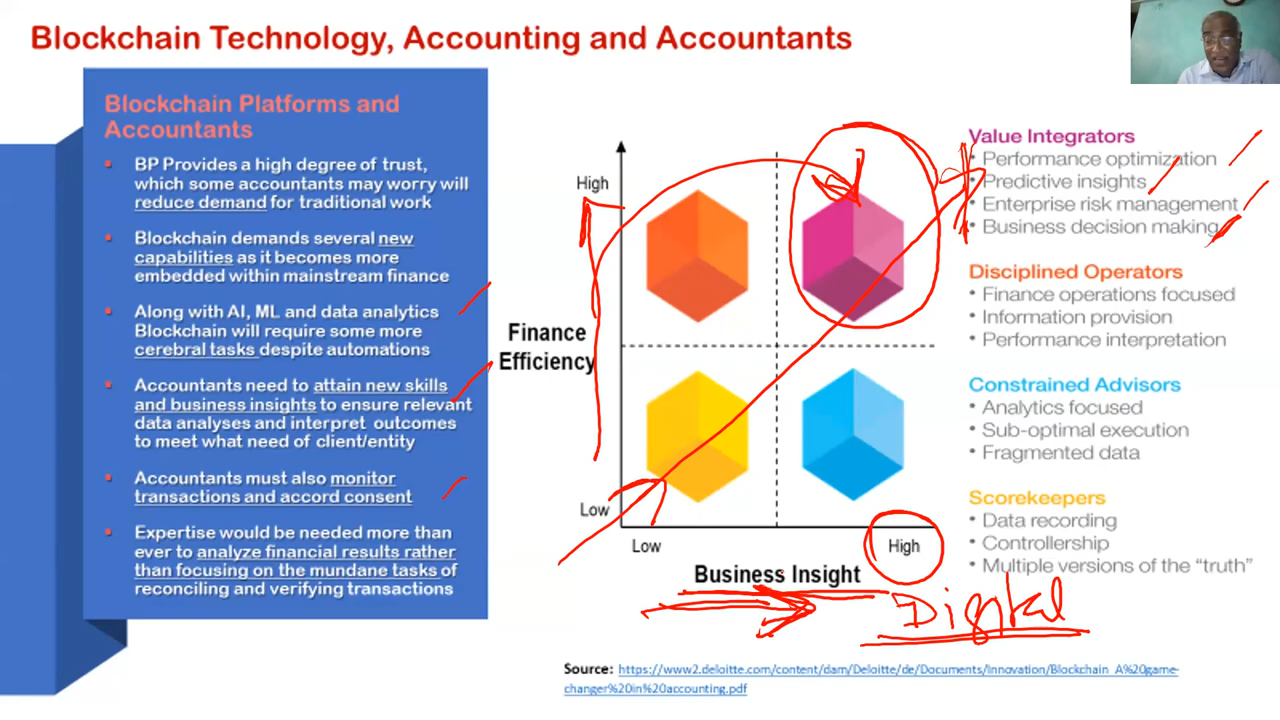 Blockchain Technology, Accounting and Accountants
Blockchain Platforms and
Accountants
BP Provides a high degree of trust,
which some accountants may worry will
reduce demand for traditional work
Blockchain demands several new
capabilities as it becomes more
embedded within mainstream finance
Along with AI, ML and data analytics
Blockchain will require some more
cerebral tasks despite automations
Accountants need to attain new skills
and business insights to ensure relevant
data analyses and interpret outcomes
to meet what need of client/entity
Accountants must also monitor
transactions and accord consent
Expertise would be needed more than
ever to analyze financial results rather
than focusing on the mundane tasks of
reconciling and verifying transactions
High
Finance
Efficiency
Low
Low
High
Business Insight
Digital
Value Integrators
• Performance optimization
• Predictive insights
• Enterprise risk management
• Business decision making
Disciplined Operators
• Finance operations focused
• Information provision
• Performance interpretation
Constrained Advisors
• Analytics focused
• Sub-optimal execution
• Fragmented data
Scorekeepers
• Data recording
• Controllership
• Multiple versions of the “truth”
Source: https://www2.deloitte.com/content/dam/Deloitte/de/Documents/Innovation/Blockchain_A%20game-
changer%20in%20accounting.pdf